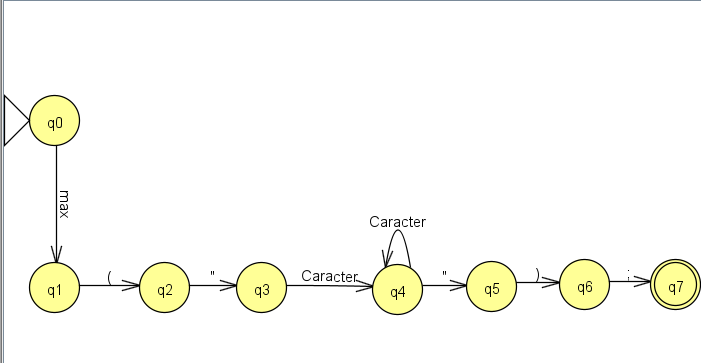 q0
max
Caracter
q1
(
q2
"
q3
Caracter
q4
"
q5
)
q6
;
q7